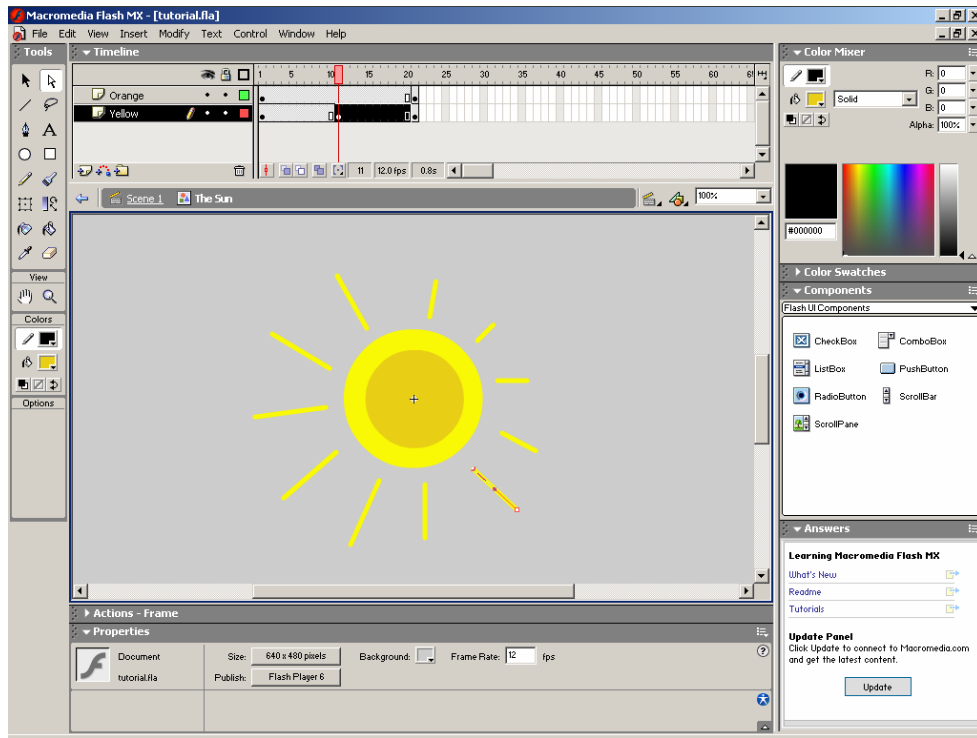 Macromedia Flash MX - [tutorial.fla]
File Edit View Insert Modify Text Control Window Help
Tools
Timeline
1 5 10 15 20 25 30 35 40 45 50 55 60
Orange
Yellow
11 12.0 fps 0.8s
Scene 1 The Sun 100%
View
Colors
Options
Actions - Frame
Properties
Document
tutorial.fla
Size: 640 x 480 pixels Background: Frame Rate: 12 fps
Publish: Flash Player 6
Color Mixer
R: 0
G: 0
Solid
B: 0
Alpha: 100%
#000000
Color Swatches
Components
Flash UI Components
CheckBox ComboBox
ListBox PushButton
RadioButton ScrollBar
ScrollPane
Answers
Learning Macromedia Flash MX
What's New
Readme
Tutorials
Update Panel
Click Update to connect to Macromedia.com
and get the latest content.
Update